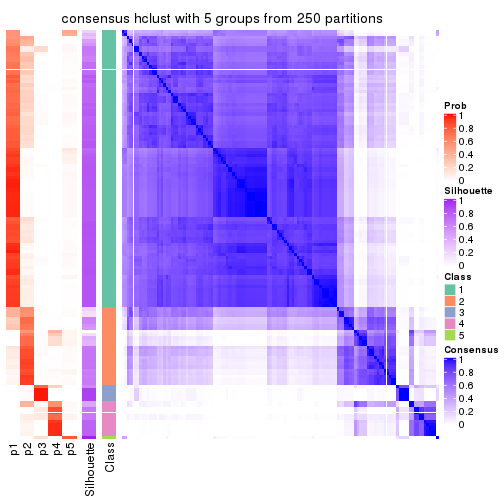 consensus hclust with 5 groups from 250 partitions
Prob
1
0.8
0.6
0.4
0.2
0
Silhouette
1
0.8
0.6
0.4
0.2
0
Class
1
2
3
4
5
Consensus
1
0.8
0.6
0.4
0.2
0
p1
p2
p3
p4
p5
Silhouette
Class